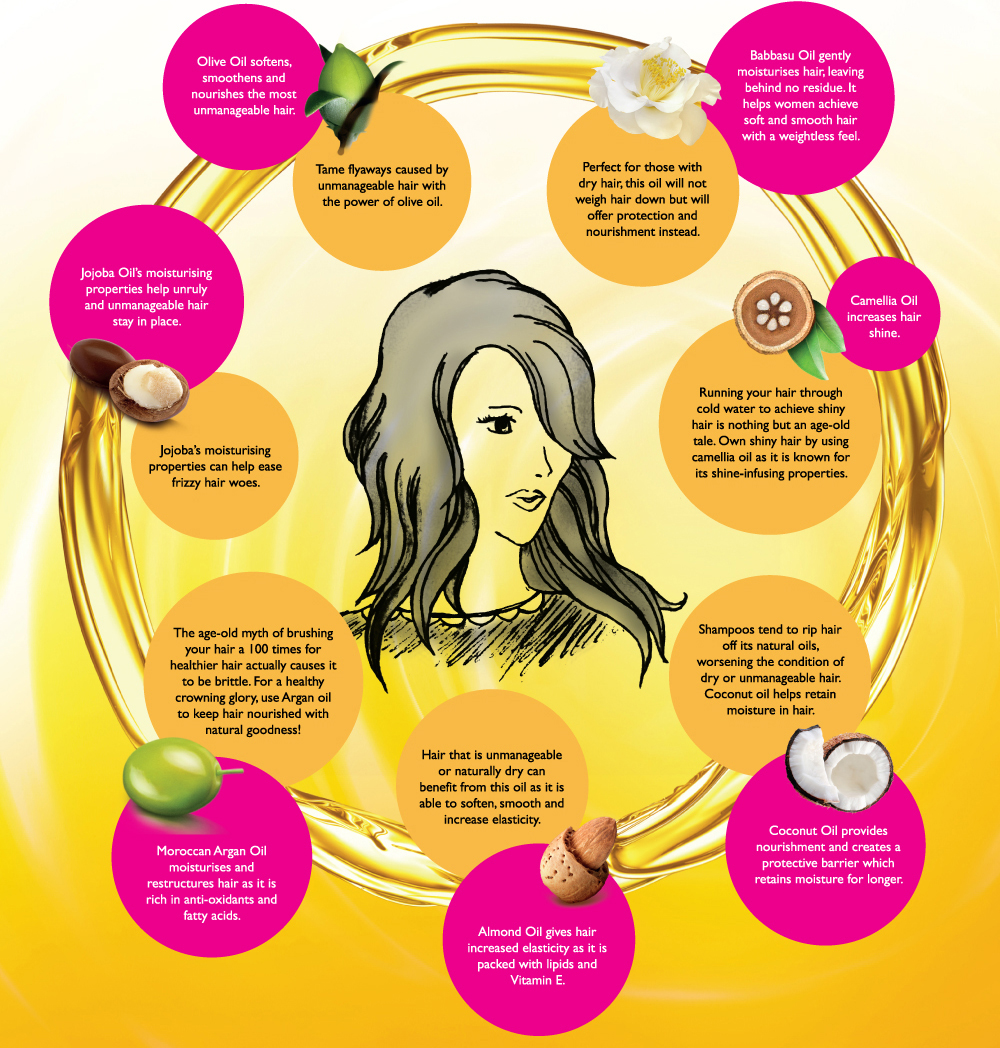 Olive Oil softens,
smoothens and
nourishes the most
unmanageable hair.
Tame flyaways caused by
unmanageable hair with
the power of olive oil.
Babbasu Oil gently
moisturises hair, leaving
behind no residue. It
helps women achieve
soft and smooth hair
with a weightless feel.
Perfect for those with
dry hair, this oil will not
weigh hair down but will
offer protection and
nourishment instead.
Jojoba Oil's moisturising
properties help unruly
and unmanageable hair
stay in place.
Jojoba's moisturising
properties can help ease
frizzy hair woes.
Camellia Oil
increases hair
shine.
Running your hair through
cold water to achieve shiny
hair is nothing but an age-old
tale. Own shiny hair by using
camellia oil as it is known for
its shine-infusing properties.
The age-old myth of brushing
your hair a 100 times for
healthier hair actually causes it
to be brittle. For a healthy
crowning glory, use Argan oil
to keep hair nourished with
natural goodness!
Moroccan Argan Oil
moisturises and
restructures hair as it is
rich in anti-oxidants and
fatty acids.
Hair that is unmanageable
or naturally dry can
benefit from this oil as it is
able to soften, smooth and
increase elasticity.
Almond Oil gives hair
increased elasticity as it is
packed with lipids and
Vitamin E.
Shampoos tend to rip hair
off its natural oils,
worsening the condition of
dry or unmanageable hair.
Coconut oil helps retain
moisture in hair.
Coconut Oil provides
nourishment and creates a
protective barrier which
retains moisture for longer.